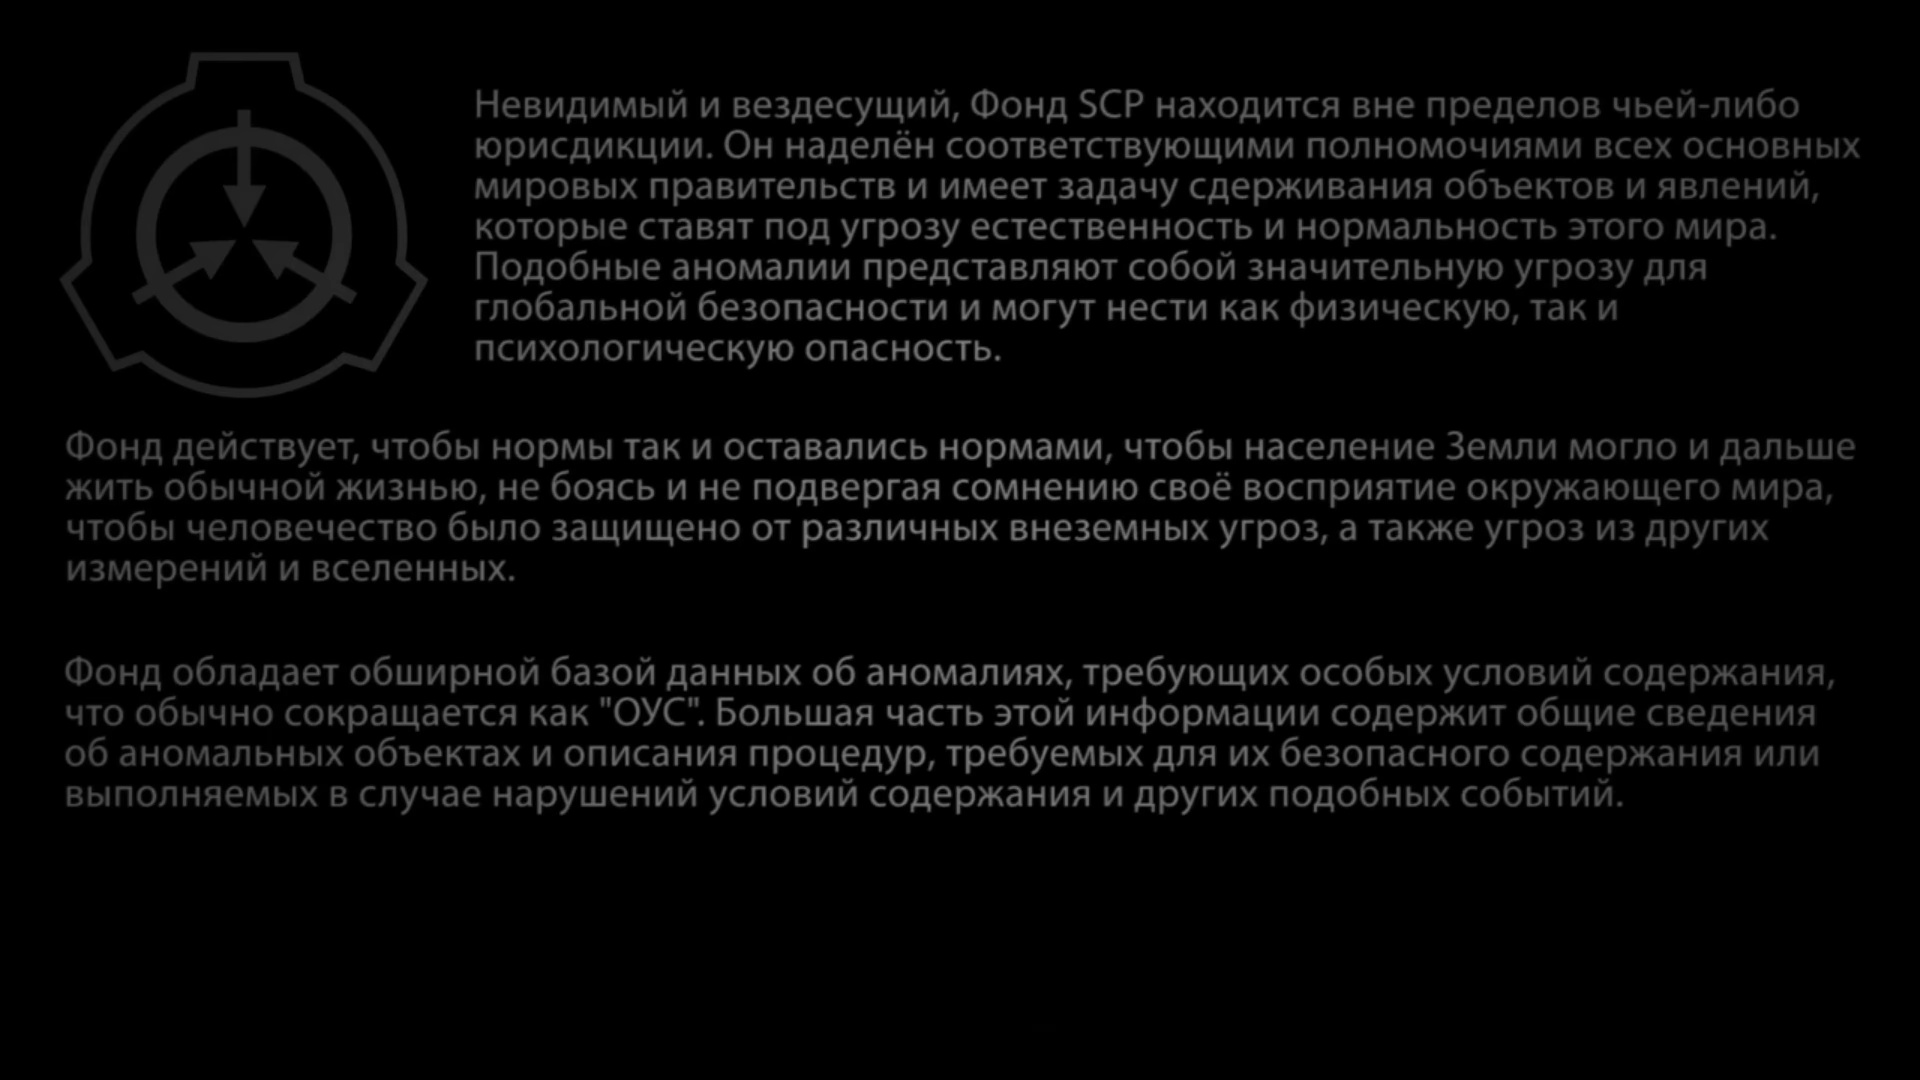 Невидимый и вездесущий, Фонд SCP находится вне пределов чьей-либо
юрисдикции. Он наделён соответствующими полномочиями всех основных
мировых правительств и имеет задачу сдерживания объектов и явлений,
которые ставят под угрозу естественность и нормальность этого мира.
Подобные аномалии представляют собой значительную угрозу для
глобальной безопасности и могут нести как физическую, так и
психологическую опасность.
Фонд действует, чтобы нормы так и оставались нормами, чтобы население Земли могло и дальше
жить обычной жизнью, не боясь и не подвергая сомнению своё восприятие окружающего мира,
чтобы человечество было защищено от различных внеземных угроз, а также угроз из других
измерений и вселенных.
Фонд обладает обширной базой данных об аномалиях, требующих особых условий содержания,
что обычно сокращается как "ОУС". Большая часть этой информации содержит общие сведения
об аномальных объектах и описания процедур, требуемых для их безопасного содержания или
выполняемых в случае нарушений условий содержания и других подобных событий.